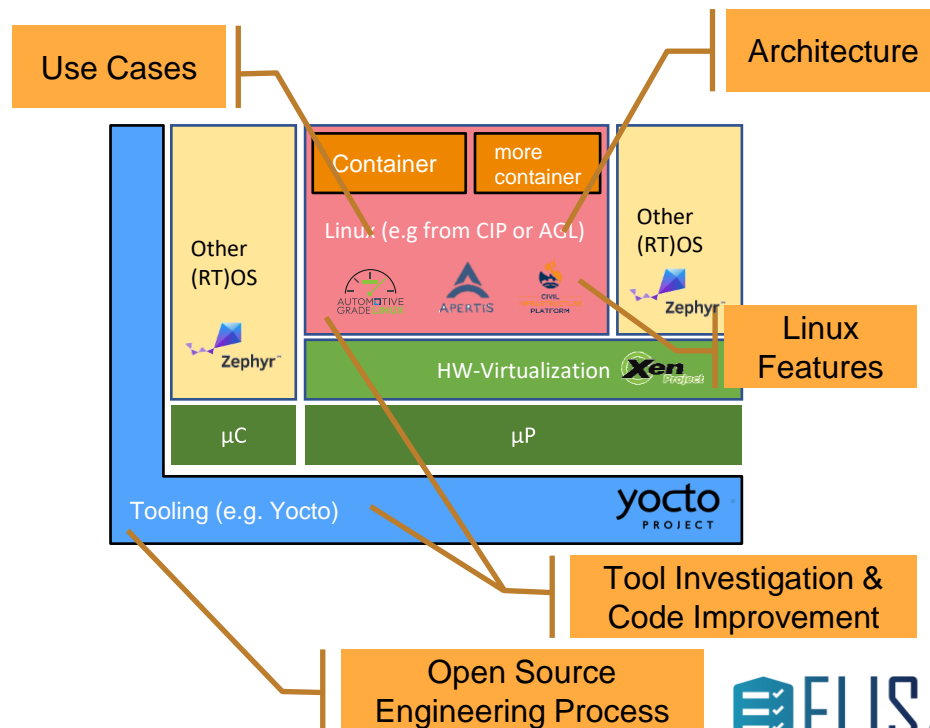 Use Cases
Architecture
Container
more
container
Linux (e.g from CIP or AGL)
Other
(RT)OS
Other
(RT)OS
AUTOMOTIVE
GRADE
APERTIS
CIVIL
PLATFORM
Zephyr™
Zephyr
Linux
Features
HW-Virtualization
Xen
Project
µC
µP
Tooling (e.g. Yocto)
yocto
PROJECT
Tool Investigation &
Code Improvement
Open Source
Engineering Process
ELIS